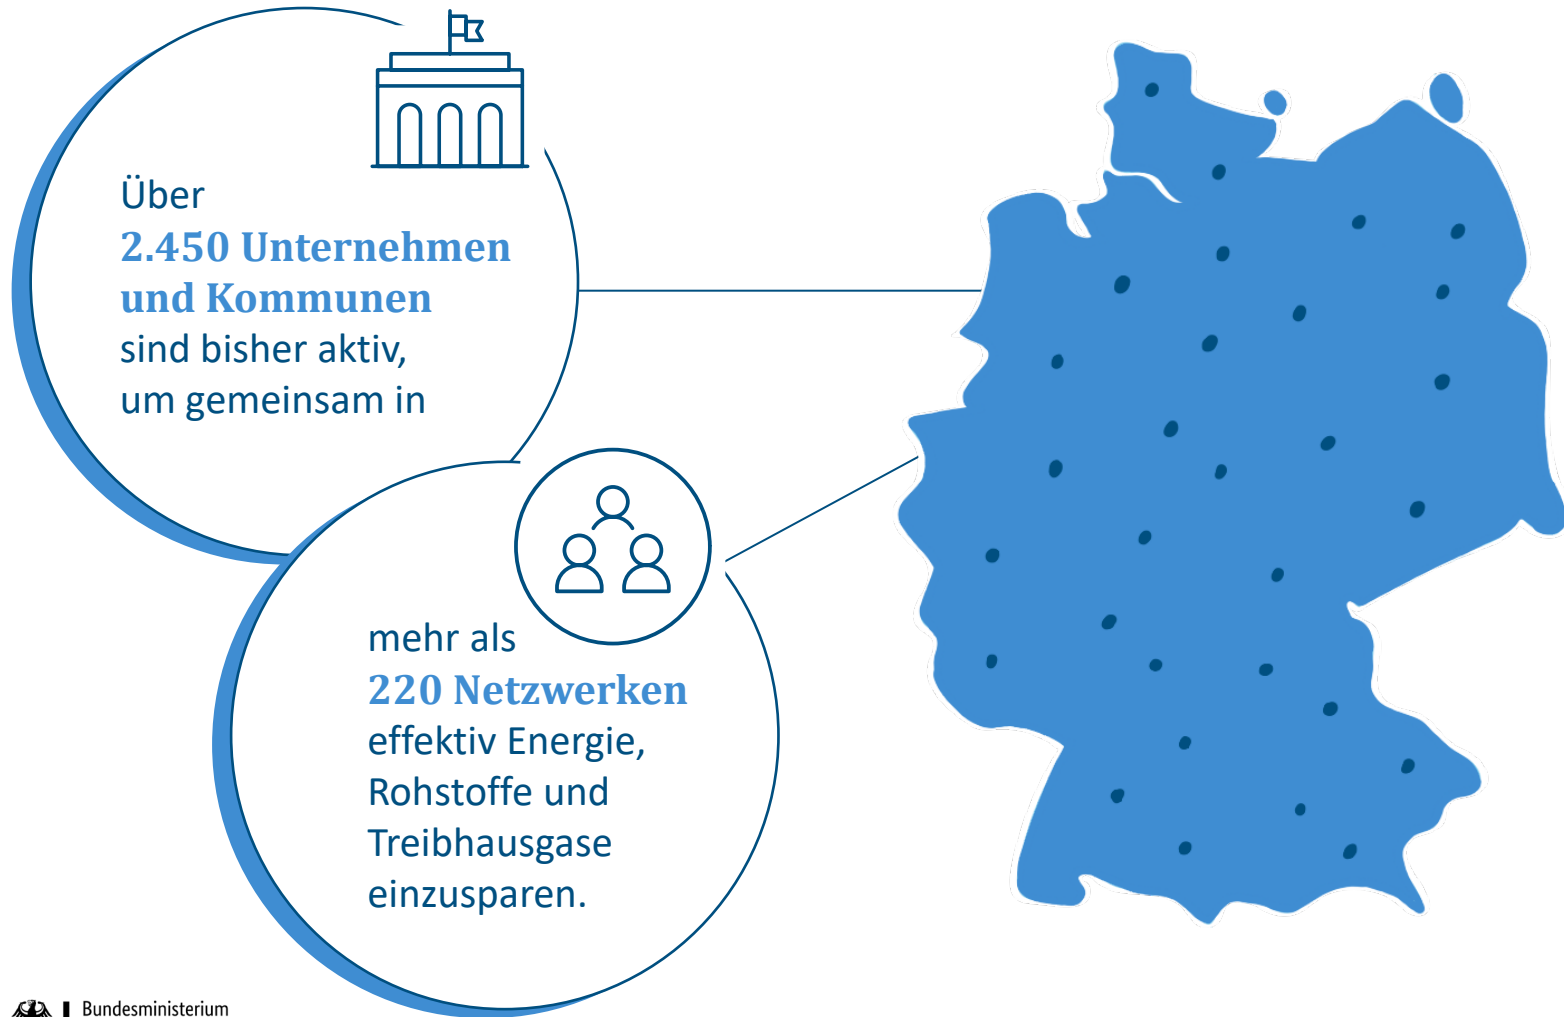 Über
2.450 Unternehmen
und Kommunen
sind bisher aktiv,
um gemeinsam in
mehr als
220 Netzwerken
effektiv Energie,
Rohstoffe und
Treibhausgase
einzusparen.
Bundesministerium